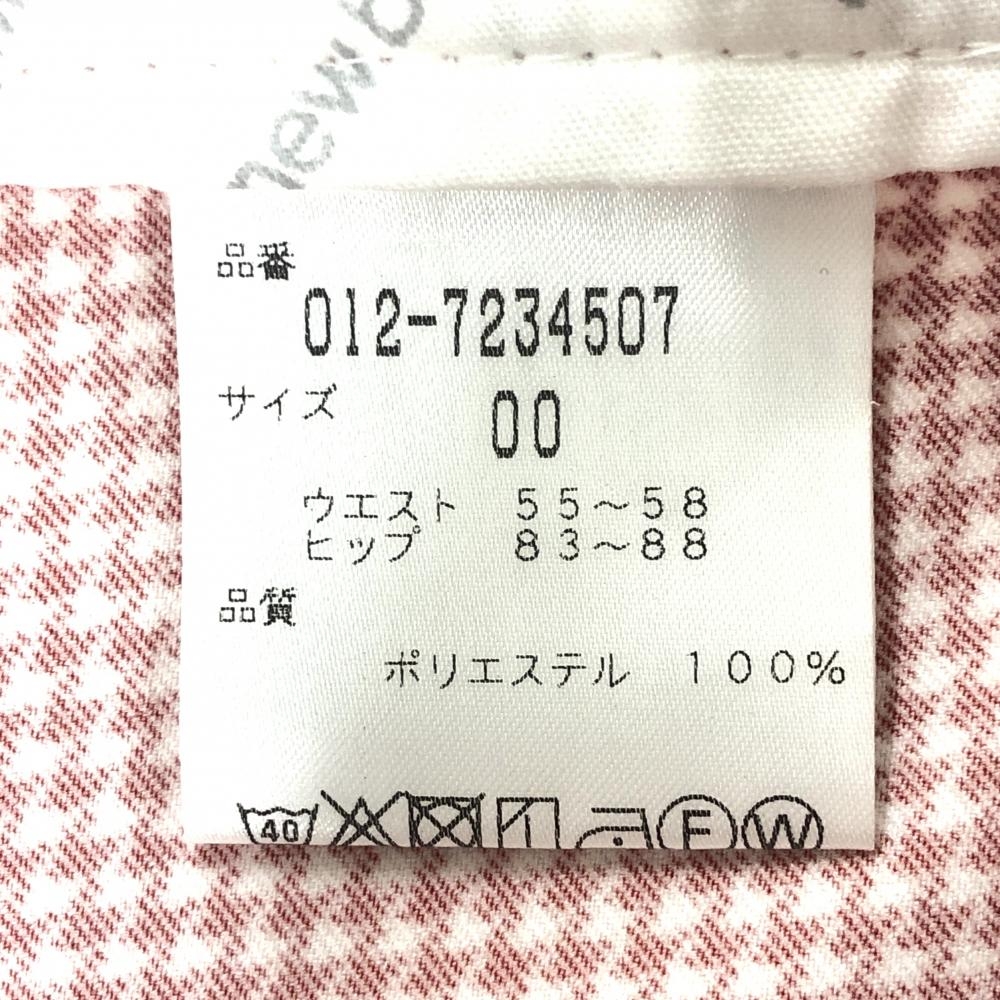 new b
品番
012-7234507
サイズ 00
ウエスト 55~58
ヒップ 83~88
品質
ポリエステル 100%
40 F W